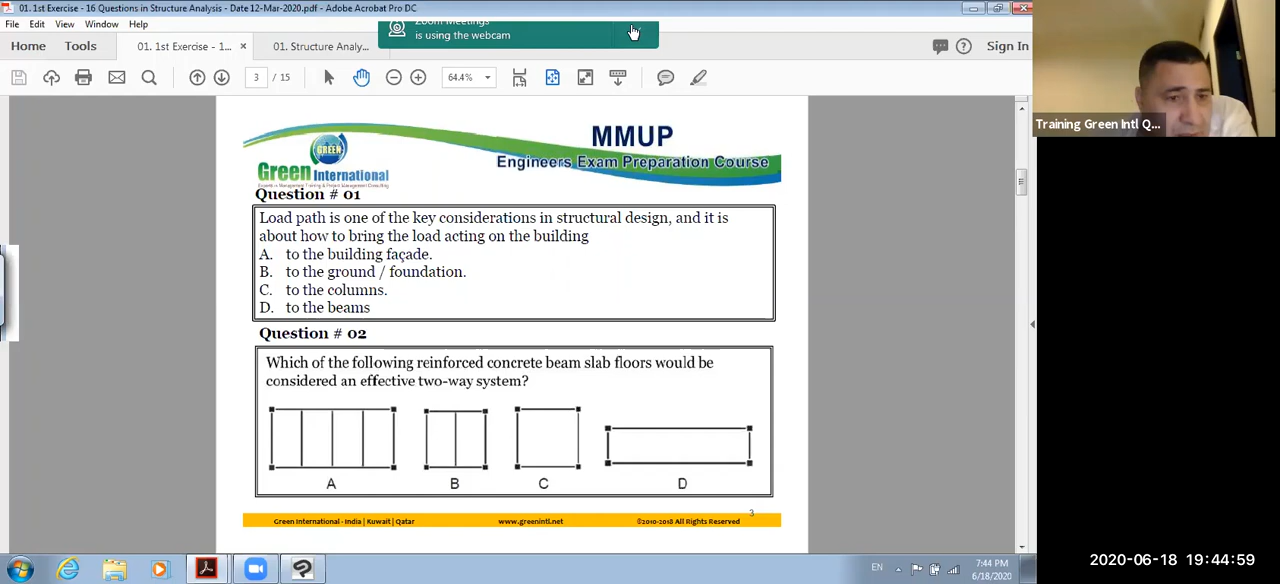 01. 1st Exercise - 16 Questions in Structure Analysis - Date 12-Mar-2020.pdf - Adobe Acrobat Pro DC
File Edit View Window Help
Zoom Meetings
is using the webcam
Home Tools 01. 1st Exercise - 1... 01. Structure Analy... Sign In
3 / 15 64.4%
Training Green Intl Q...
GREEN
Green International
MMUP
Engineers Exam Preparation Course
Question # 01
Load path is one of the key considerations in structural design, and it is
about how to bring the load acting on the building
A. to the building façade.
B. to the ground / foundation.
C. to the columns.
D. to the beams
Question # 02
Which of the following reinforced concrete beam slab floors would be
considered an effective two-way system?
A B C D
3
Green International - India | Kuwait | Qatar www.greenintl.net ©2010-2018 All Rights Reserved
EN 7:44 PM
6/18/2020
2020-06-18 19:44:59